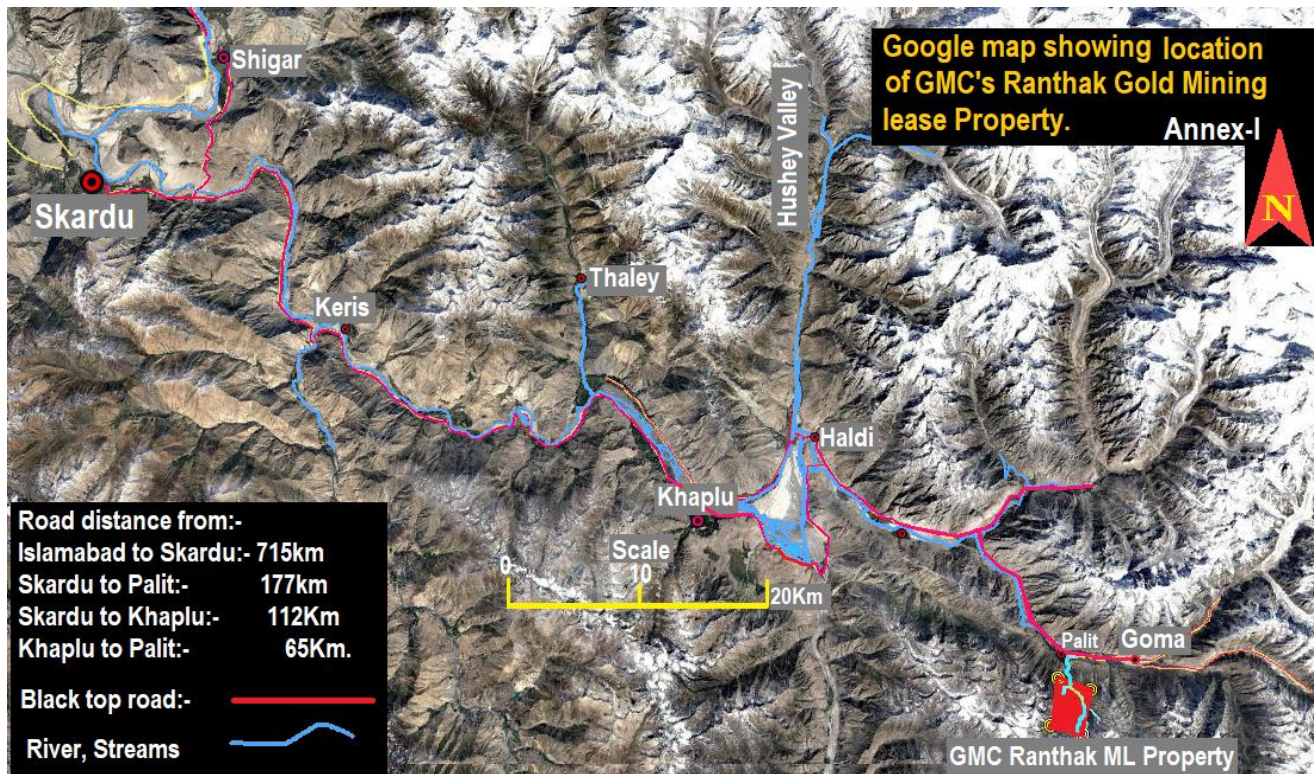 Google map showing location
of GMC's Ranthak Gold Mining
lease Property.
Annex-I
N
Shigar
Skardu
Hushey Valley
Thaley
Keris
Haldi
Khaplu
Scale
0 10 20Km
Palit
Goma
GMC Ranthak ML Property
Road distance from:-
Islamabad to Skardu:- 715km
Skardu to Palit:- 177km
Skardu to Khaplu:- 112Km
Khaplu to Palit:- 65Km.
Black top road:-
River, Streams